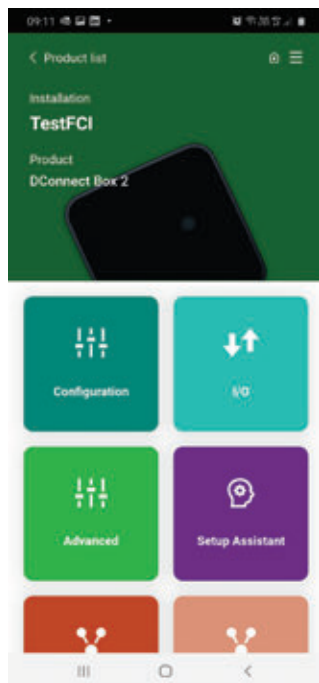 09:11
< Product list
Installation
TestFCI
Product
DConnect Box 2
Configuration
I/O
Advanced
Setup Assistant